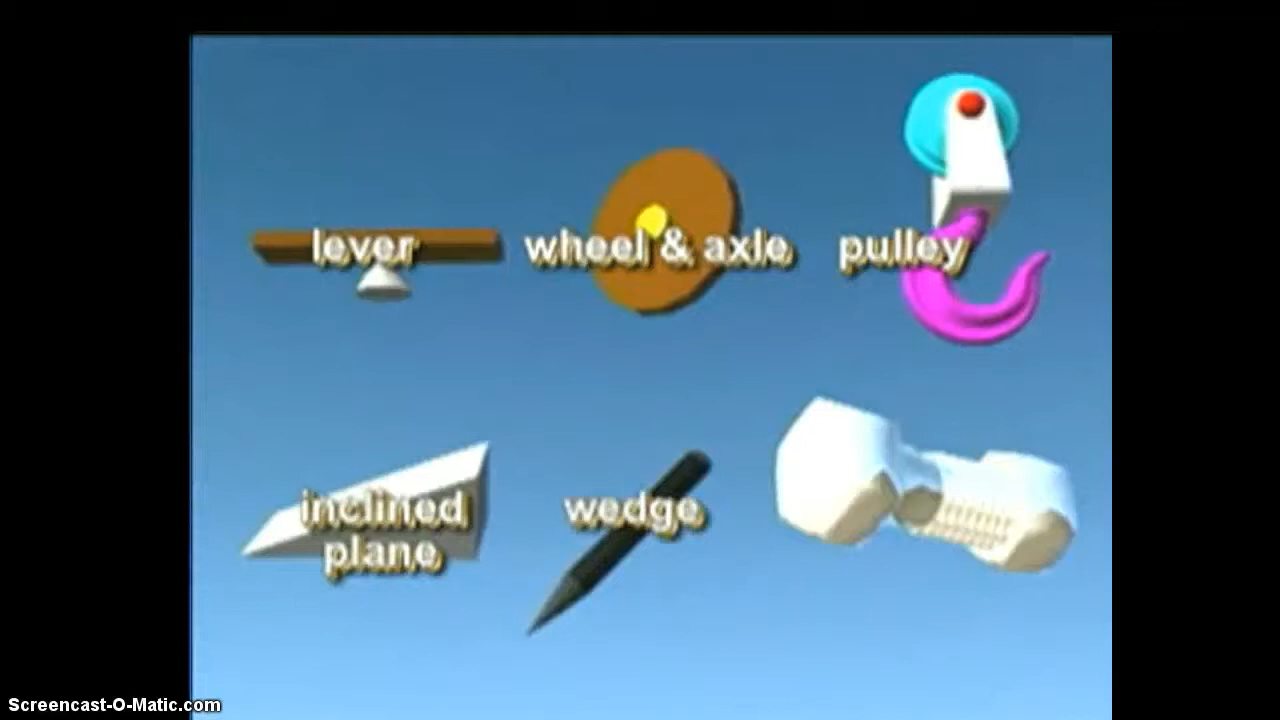 lever
wheel & axle
pulley
inclined
plane
wedge
Screencast-O-Matic.com